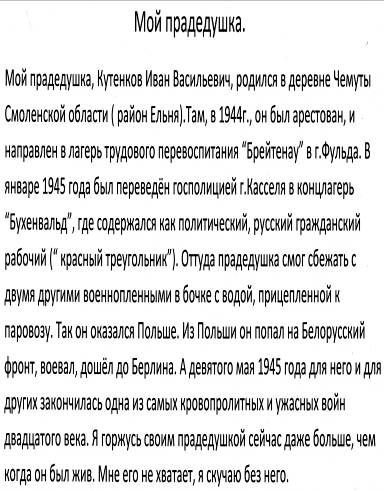 Мой прадедушка.
Мой прадедушка, Кутенков Иван Васильевич, родился в деревне Чемуты
Смоленской области ( район Ельня).Там, в 1944г., он был арестован, и
направлен в лагерь трудового перевоспитания "Брейтенау" в г.Фульда. В
январе 1945 года был переведён госполицией г.Касселя в концлагерь
"Бухенвальд", где содержался как политический, русский гражданский
рабочий (" красный треугольник"). Оттуда прадедушка смог сбежать с
двумя другими военнопленными в бочке с водой, прицепленной к
паровозу. Так он оказался Польше. Из Польши он попал на Белорусский
фронт, воевал, дошёл до Берлина. А девятого мая 1945 года для него и для
других закончилась одна из самых кровопролитных и ужасных войн
двадцатого века. Я горжусь своим прадедушкой сейчас даже больше, чем
когда он был жив. Мне его не хватает, я скучаю без него.